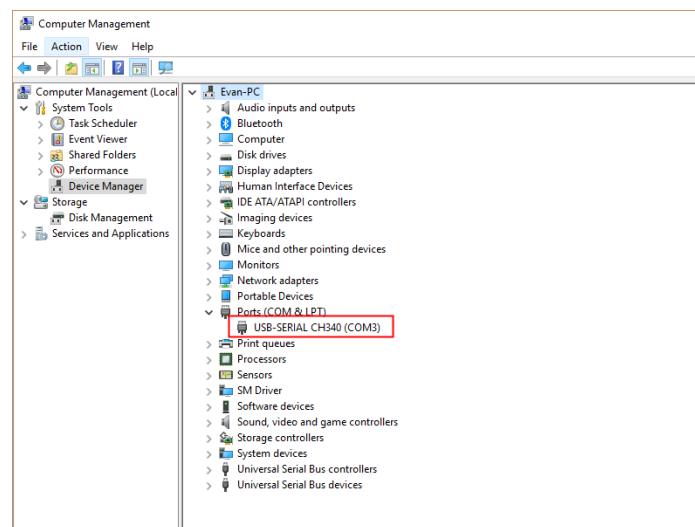 Computer Management
File Action View Help
Computer Management (Local
System Tools
Task Scheduler
Event Viewer
Shared Folders
Performance
Device Manager
Storage
Disk Management
Services and Applications
Evan-PC
Audio inputs and outputs
Bluetooth
Computer
Disk drives
Display adapters
Human Interface Devices
IDE ATA/ATAPI controllers
Imaging devices
Keyboards
Mice and other pointing devices
Monitors
Network adapters
Portable Devices
Ports (COM & LPT)
USB-SERIAL CH340 (COM3)
Print queues
Processors
Sensors
SM Driver
Software devices
Sound, video and game controllers
Storage controllers
System devices
Universal Serial Bus controllers
Universal Serial Bus devices